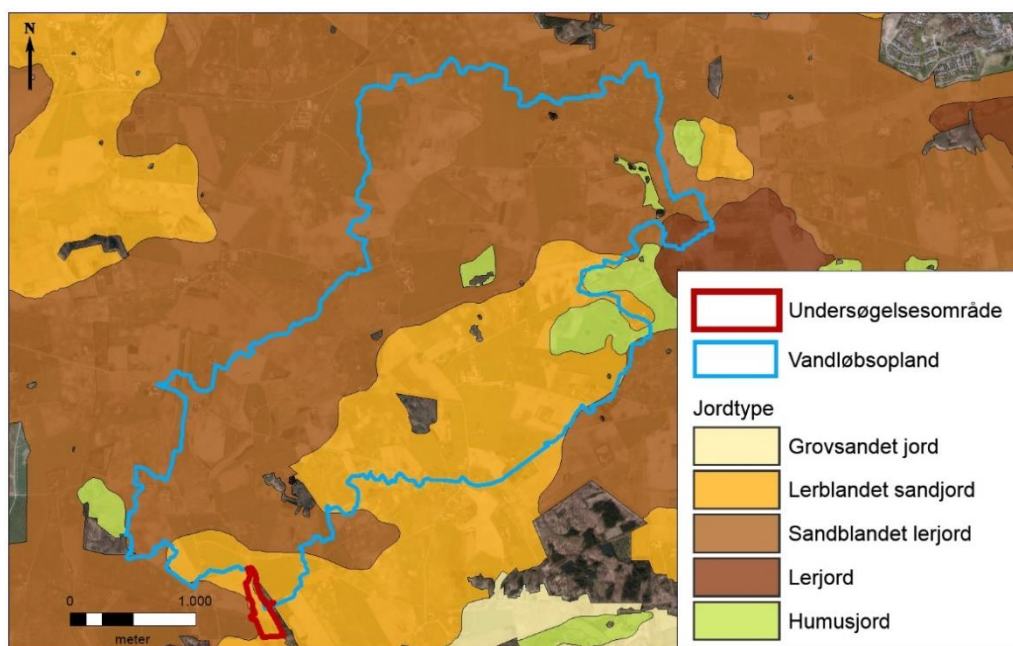 N
Undersøgelsesområde
Vandløbsopland
Jordtype
Grovsandet jord
Lerblandet sandjord
Sandblandet lerjord
Lerjord
Humusjord
0 1.000
meter